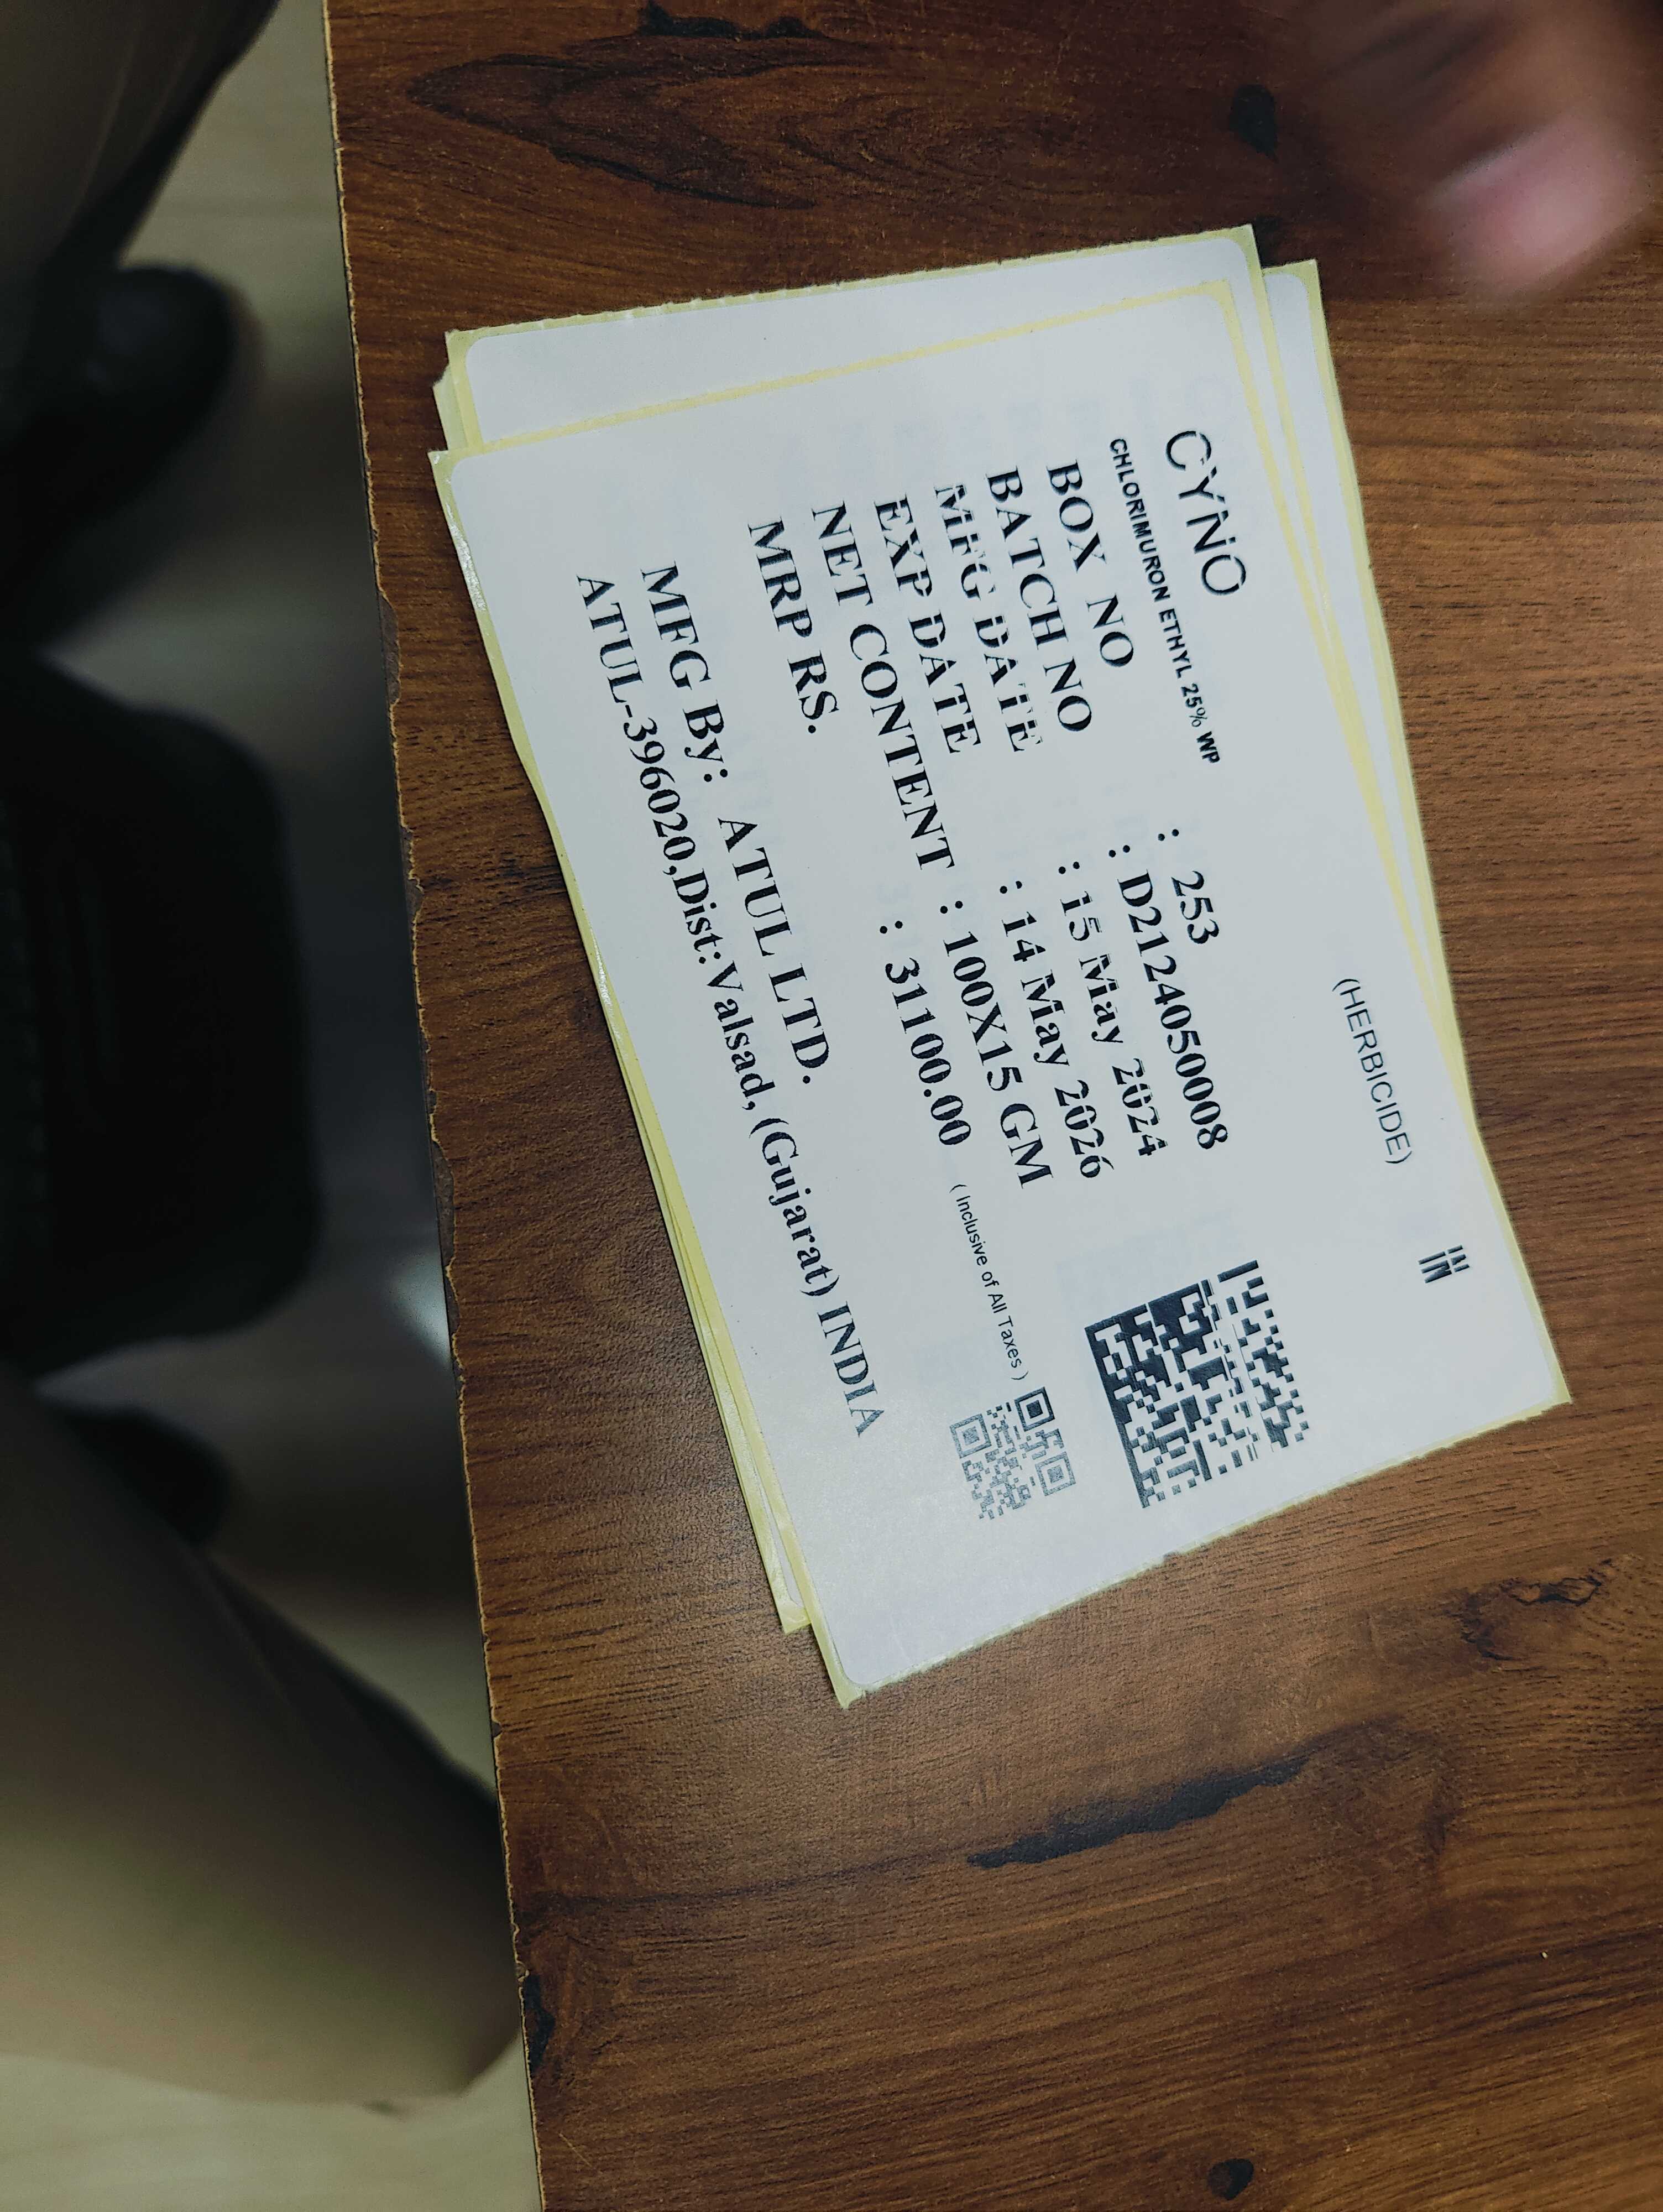 IN
IN
(HERBICIDE)
CYNO
CHLORIMURON ETHYL 25% WP
BOX NO : 253
BATCH NO : D2124050008
MFG DATE : 15 May 2024
EXP DATE : 14 May 2026
NET CONTENT : 100X15 GM
MRP RS. : 31100.00 ( Inclusive of All Taxes )
MFG By: ATUL LTD.
ATUL-396020,Dist:Valsad, (Gujarat) INDIA